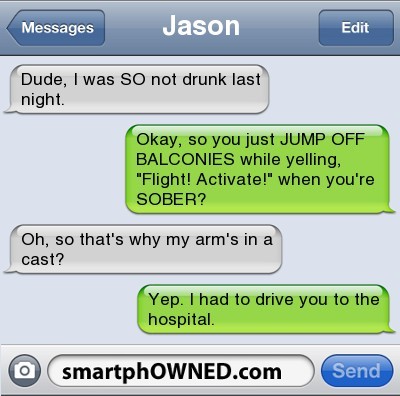 Messages
Jason
Edit
Dude, I was SO not drunk last
night.
Okay, so you just JUMP OFF
BALCONIES while yelling,
"Flight! Activate!" when you're
SOBER?
Oh, so that's why my arm's in a
cast?
Yep. I had to drive you to the
hospital.
smartphOWNED.com
Send